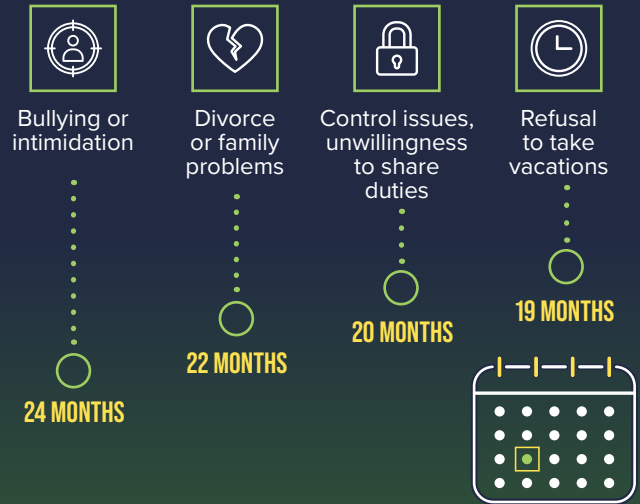 Bullying or
intimidation
24 MONTHS
Divorce
or family
problems
22 MONTHS
Control issues,
unwillingness
to share
duties
20 MONTHS
Refusal
to take
vacations
19 MONTHS